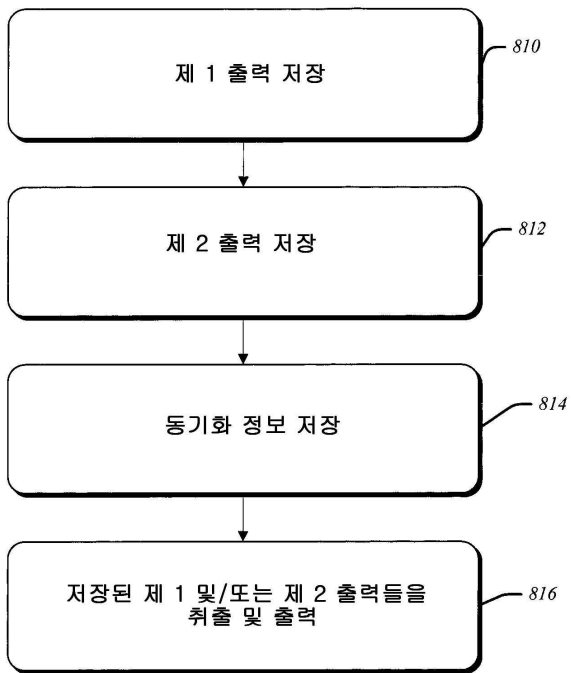 제 1 출력 저장
810
제 2 출력 저장
812
동기화 정보 저장
814
저장된 제 1 및/또는 제 2 출력들을
취출 및 출력
816